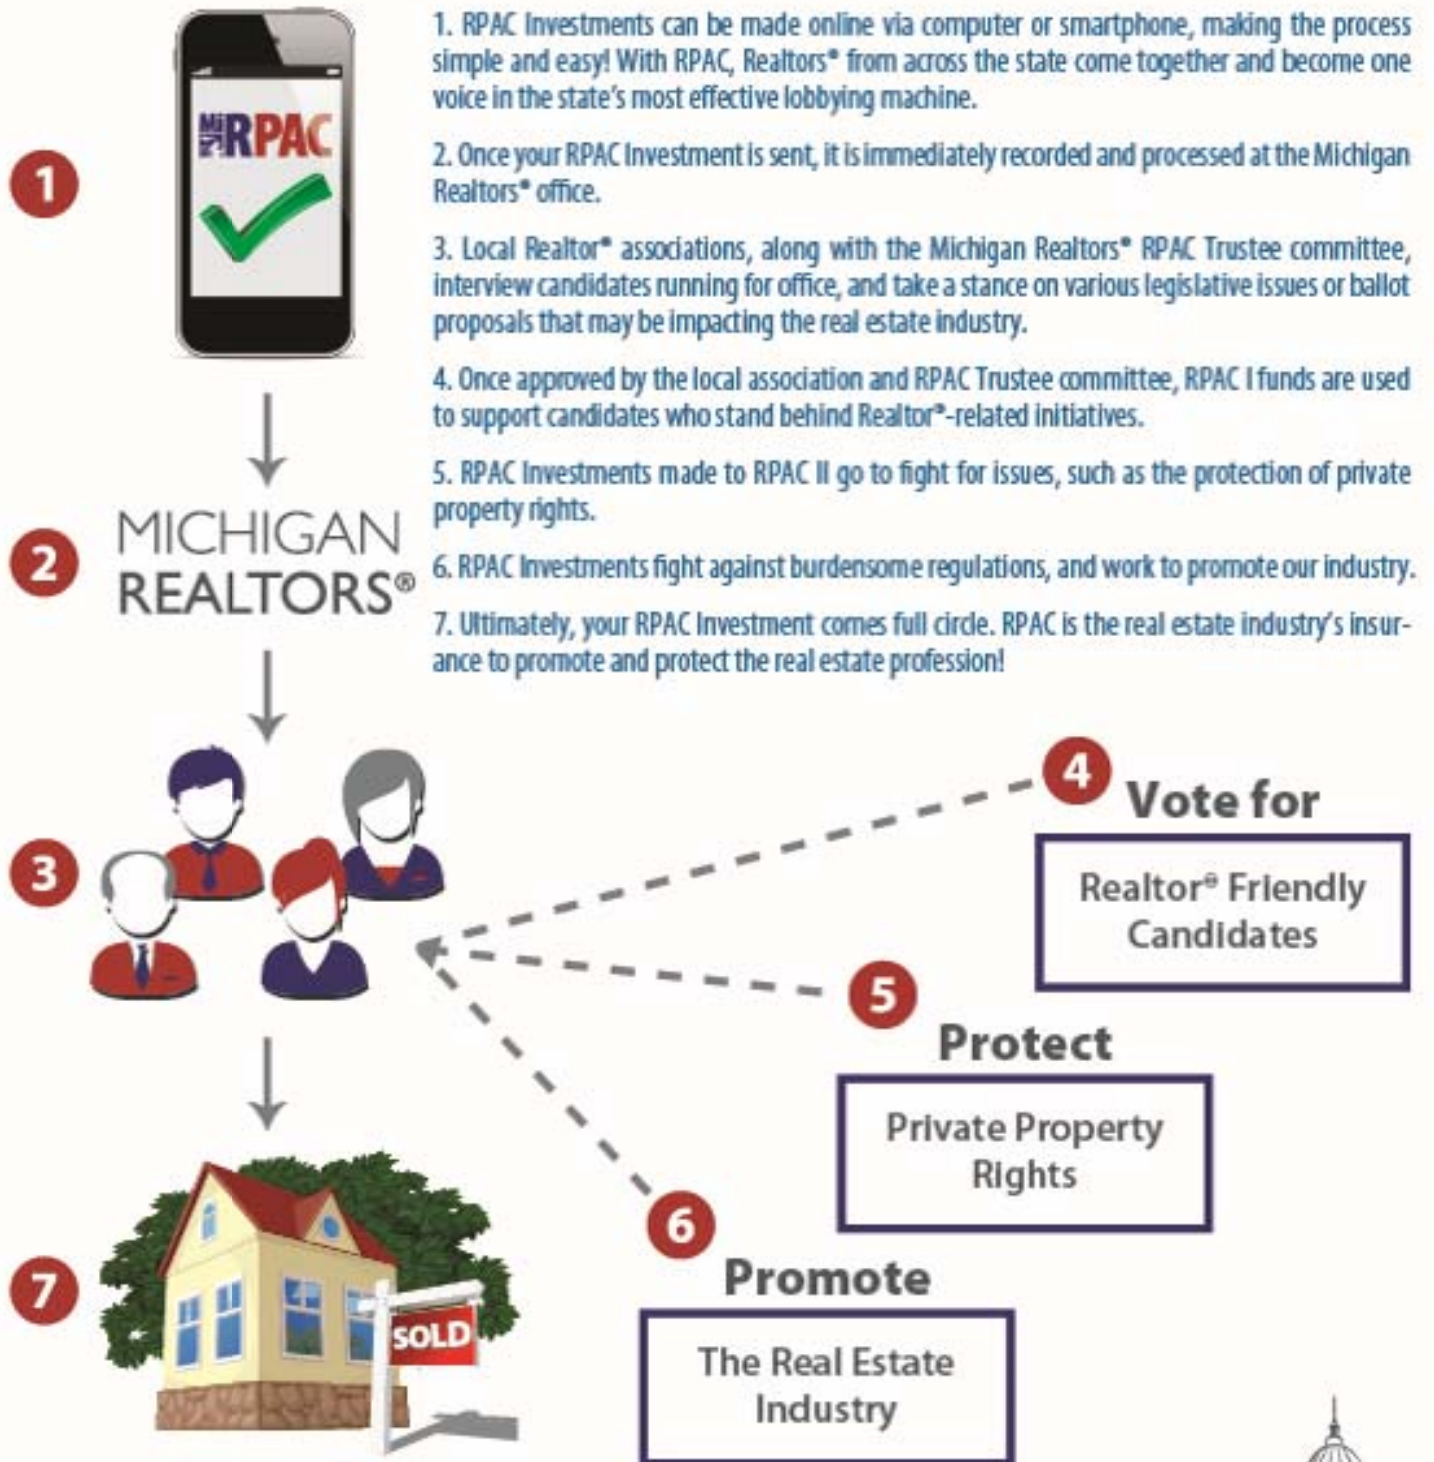 1. RPAC Investments can be made online via computer or smartphone, making the process
simple and easy! With RPAC, Realtors® from across the state come together and become one
voice in the state's most effective lobbying machine.
2. Once your RPAC Investment is sent, it is immediately recorded and processed at the Michigan
Realtors® office.
3. Local Realtor® associations, along with the Michigan Realtors® RPAC Trustee committee,
interview candidates running for office, and take a stance on various legislative issues or ballot
proposals that may be impacting the real estate industry.
4. Once approved by the local association and RPAC Trustee committee, RPAC I funds are used
to support candidates who stand behind Realtor®-related initiatives.
5. RPAC Investments made to RPAC II go to fight for issues, such as the protection of private
property rights.
6. RPAC Investments fight against burdensome regulations, and work to promote our industry.
7. Ultimately, your RPAC Investment comes full circle. RPAC is the real estate industry's insur-
ance to promote and protect the real estate profession!
1
RPAC
2
MICHIGAN
REALTORS®
3
4
Vote for
Realtor® Friendly
Candidates
5
Protect
Private Property
Rights
6
Promote
The Real Estate
Industry
7
SOLD